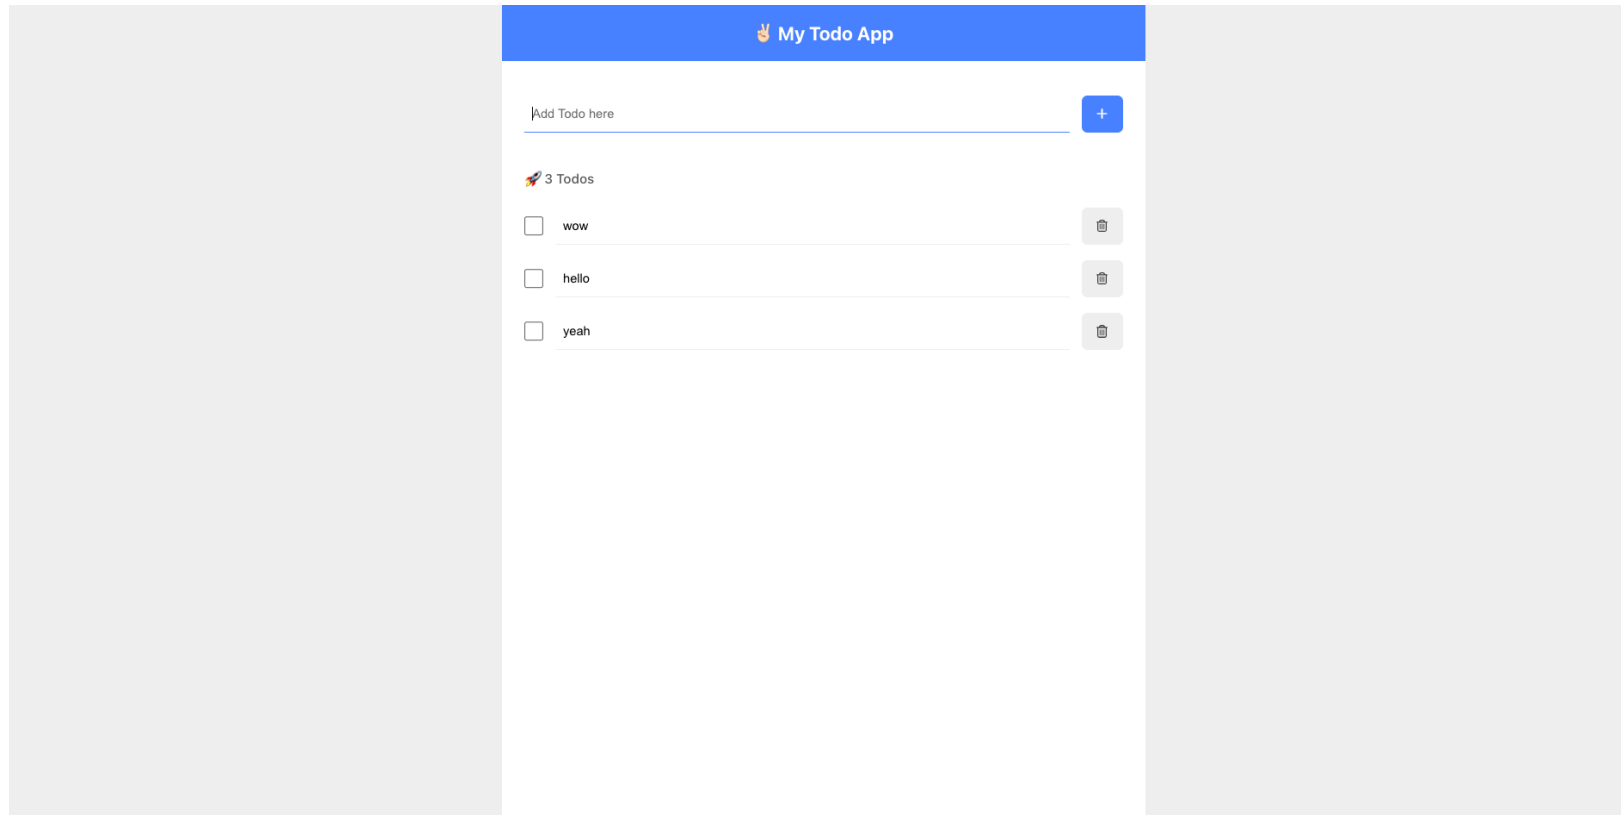 ✌🏻 My Todo App
Add Todo here
+
🚀 3 Todos
wow
hello
yeah